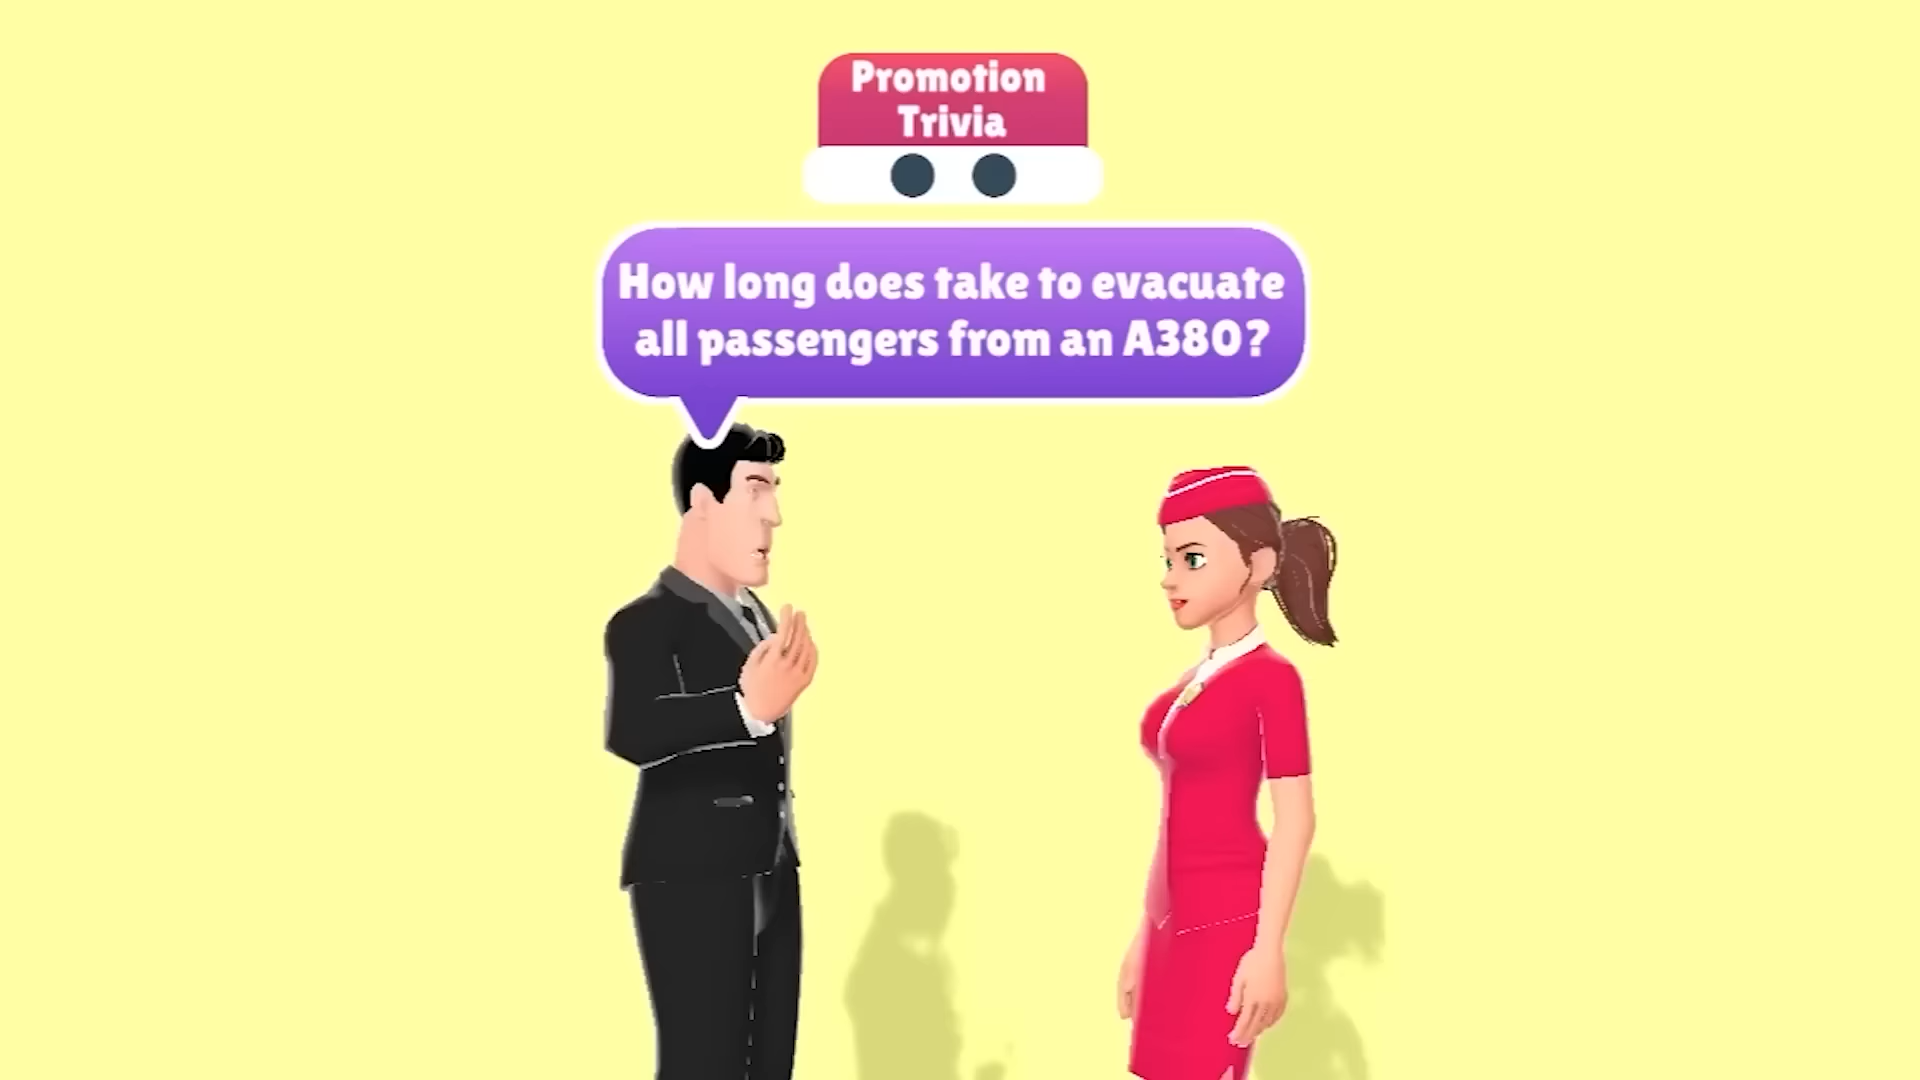 Promotion
Trivia
How long does take to evacuate
all passengers from an A380?